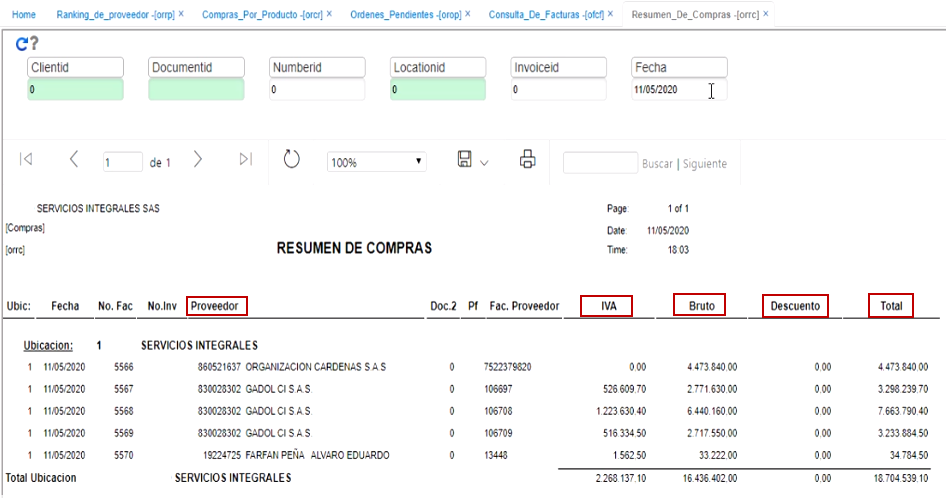 Home Ranking_de_proveedor -[orrp] × Compras_Por_Producto -[orcr] × Ordenes_Pendientes -[orop] × Consulta_De_Facturas -[ofcf] × Resumen_De_Compras -[orrc] ×
?
Clientid Documentid Numberid Locationid Invoiceid Fecha
0 0 0 0 11/05/2020
1 de 1 100% Buscar | Siguiente
SERVICIOS INTEGRALES SAS Page: 1 of 1
[Compras] Date: 11/05/2020
[orrc] RESUMEN DE COMPRAS Time: 18:03
Ubic: Fecha No. Fac No.Inv Proveedor Doc.2 Pf Fac. Proveedor IVA Bruto Descuento Total
Ubicacion: 1 SERVICIOS INTEGRALES
1 11/05/2020 5566 860521637 ORGANIZACION CARDENAS S.A.S 0 7522379820 0.00 4.473.840.00 0.00 4.473.840.00
1 11/05/2020 5567 830028302 GADOL CI S.A.S. 0 106697 526.609.70 2.771.630.00 0.00 3.298.239.70
1 11/05/2020 5568 830028302 GADOL CI S.A.S. 0 106708 1.223.630.40 6.440.160.00 0.00 7.663.790.40
1 11/05/2020 5569 830028302 GADOL CI S.A.S. 0 106709 516.334.50 2.717.550.00 0.00 3.233.884.50
1 11/05/2020 5570 19224725 FARFAN PEÑA ALVARO EDUARDO 0 13448 1.562.50 33.222.00 0.00 34.784.50
Total Ubicacion SERVICIOS INTEGRALES 2.268.137.10 16.436.402.00 0.00 18.704.539.10